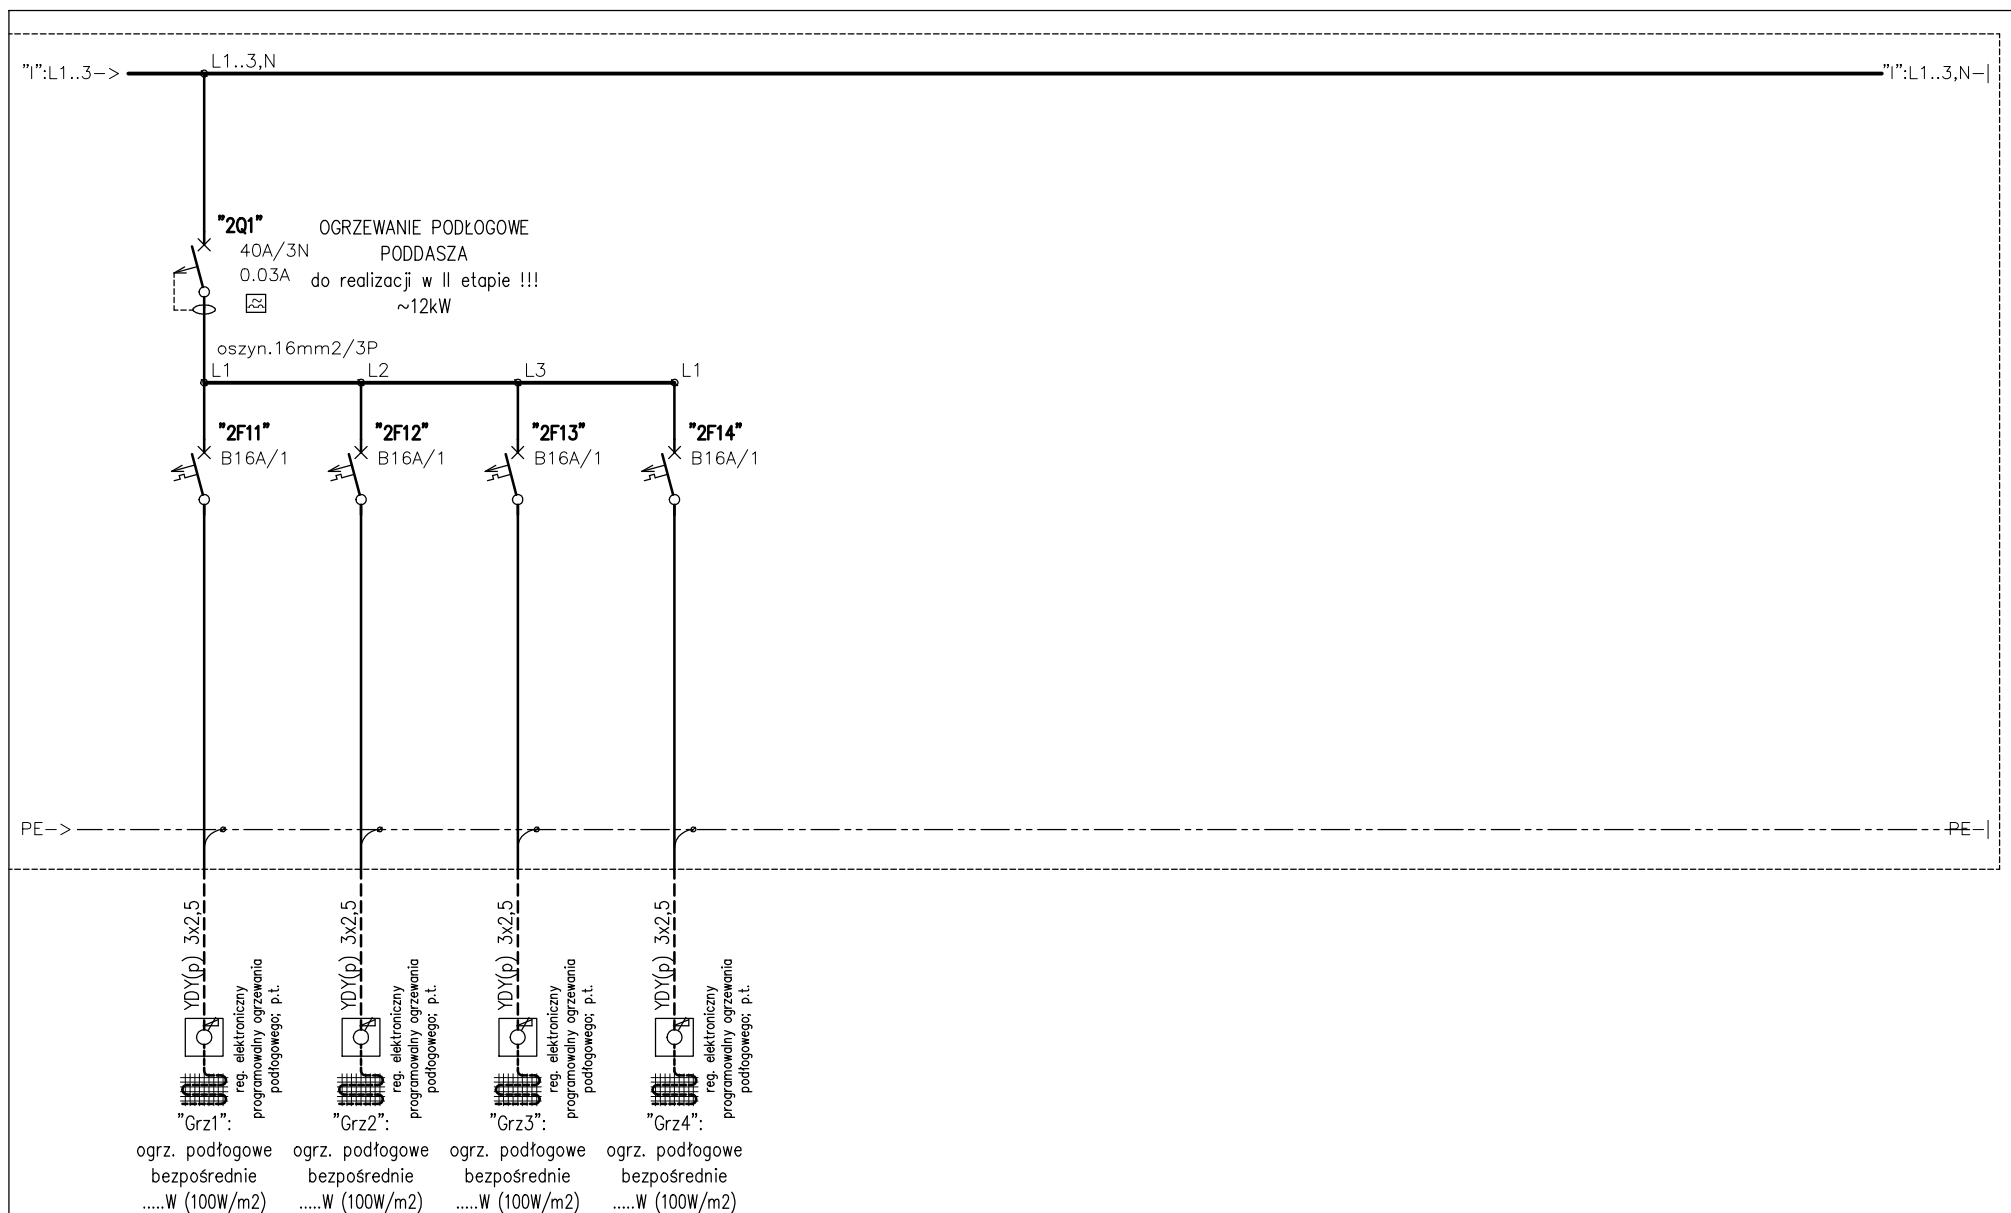 "I":L1..3->
L1..3,N
"I":L1..3,N-|
"2Q1"
40A/3N
0.03A
OGRZEWANIE PODŁOGOWE
PODDASZA
do realizacji w II etapie !!!
~12kW
oszyn.16mm2/3P
L1
L2
L3
L1
"2F11"
B16A/1
"2F12"
B16A/1
"2F13"
B16A/1
"2F14"
B16A/1
PE->
PE-|
YDY(p) 3x2,5
reg. elektroniczny
programowalny ogrzewania
podłogowego; p.t.
"Grz1":
ogrz. podłogowe
bezpośrednie
.....W (100W/m2)
YDY(p) 3x2,5
reg. elektroniczny
programowalny ogrzewania
podłogowego; p.t.
"Grz2":
ogrz. podłogowe
bezpośrednie
.....W (100W/m2)
YDY(p) 3x2,5
reg. elektroniczny
programowalny ogrzewania
podłogowego; p.t.
"Grz3":
ogrz. podłogowe
bezpośrednie
.....W (100W/m2)
YDY(p) 3x2,5
reg. elektroniczny
programowalny ogrzewania
podłogowego; p.t.
"Grz4":
ogrz. podłogowe
bezpośrednie
.....W (100W/m2)